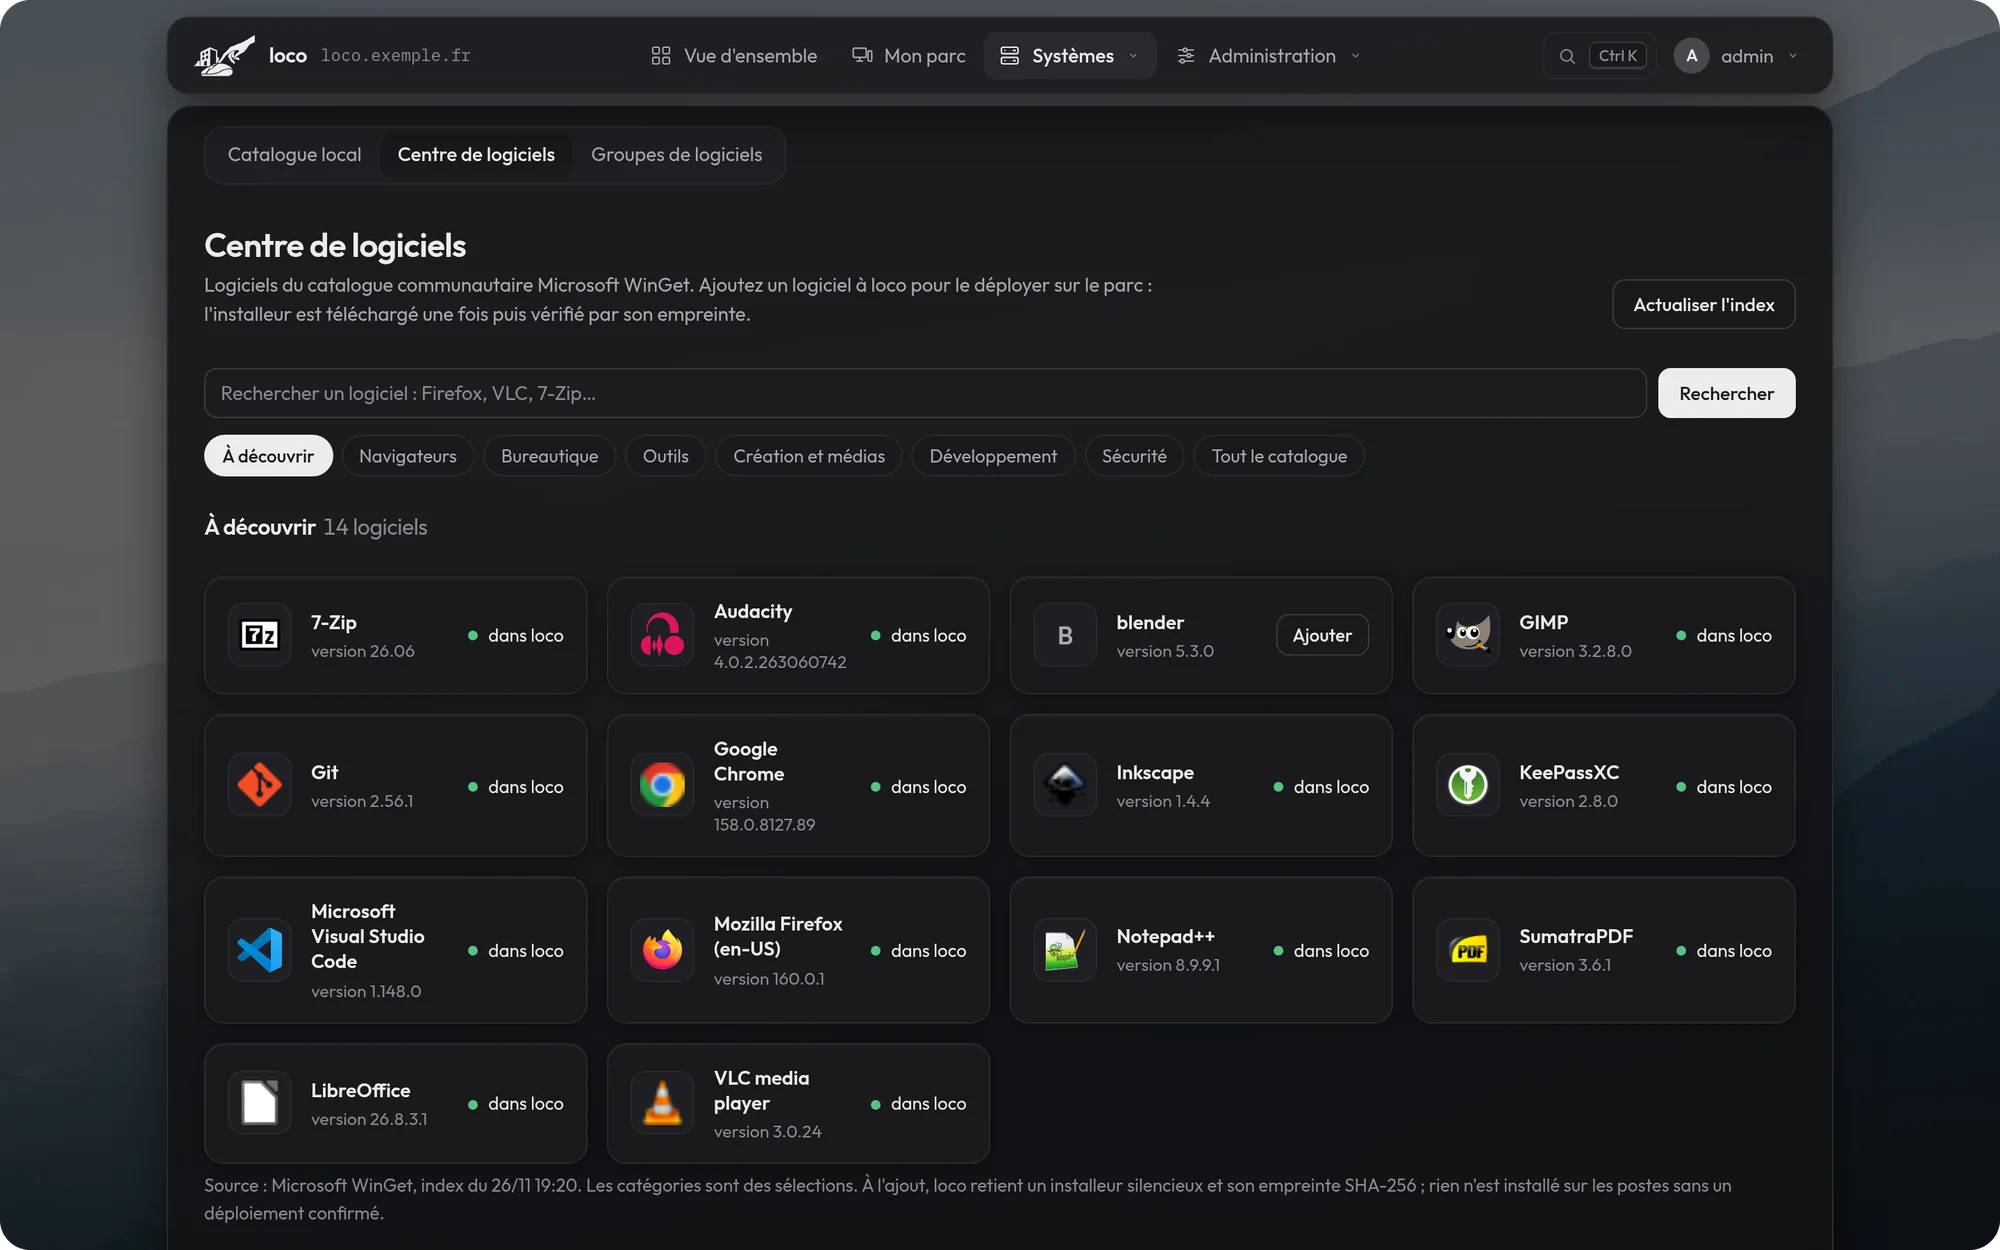 loco loco.exemple.fr Vue d'ensemble Mon parc Systèmes Administration Ctrl K A admin
Catalogue local Centre de logiciels Groupes de logiciels
Centre de logiciels
Logiciels du catalogue communautaire Microsoft WinGet. Ajoutez un logiciel à loco pour le déployer sur le parc :
l'installeur est téléchargé une fois puis vérifié par son empreinte.
Actualiser l'index
Rechercher un logiciel : Firefox, VLC, 7-Zip...
Rechercher
À découvrir Navigateurs Bureautique Outils Création et médias Développement Sécurité Tout le catalogue
À découvrir 14 logiciels
7z
7-Zip
version 26.06
dans loco
Audacity
version
4.0.2.263060742
dans loco
B
blender
version 5.3.0
Ajouter
GIMP
version 3.2.8.0
dans loco
Git
version 2.56.1
dans loco
Google
Chrome
version
158.0.8127.89
dans loco
Inkscape
version 1.4.4
dans loco
KeePassXC
version 2.8.0
dans loco
Microsoft
Visual Studio
Code
version 1.148.0
dans loco
Mozilla Firefox
(en-US)
version 160.0.1
dans loco
Notepad++
version 8.9.9.1
dans loco
PDF
SumatraPDF
version 3.6.1
dans loco
LibreOffice
version 26.8.3.1
dans loco
VLC media
player
version 3.0.24
dans loco
Source : Microsoft WinGet, index du 26/11 19:20. Les catégories sont des sélections. À l'ajout, loco retient un installeur silencieux et son empreinte SHA-256 ; rien n'est installé sur les postes sans un
déploiement confirmé.